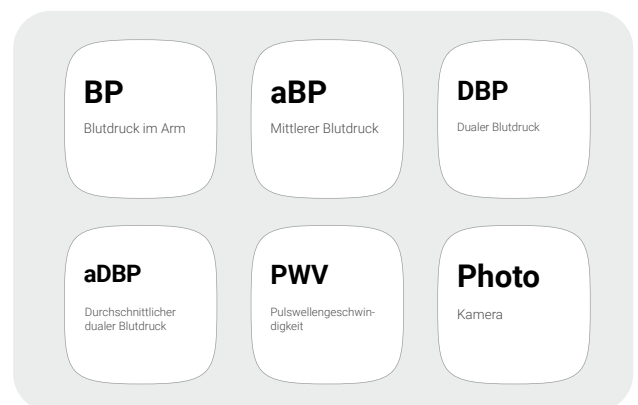 BP
Blutdruck im Arm
aBP
Mittlerer Blutdruck
DBP
Dualer Blutdruck
aDBP
Durchschnittlicher
dualer Blutdruck
PWV
Pulswellengeschwin-
digkeit
Photo
Kamera